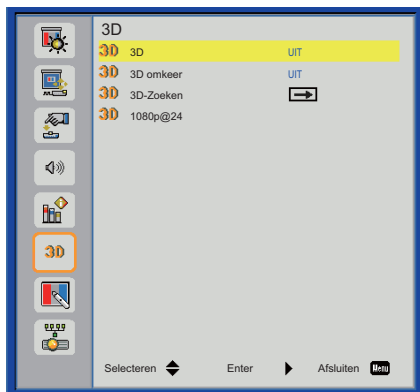 3D
3D 3D UIT
3D 3D omkeer UIT
3D 3D-Zoeken
3D 1080p@24
3D
Selecteren Enter Afsluiten Menu